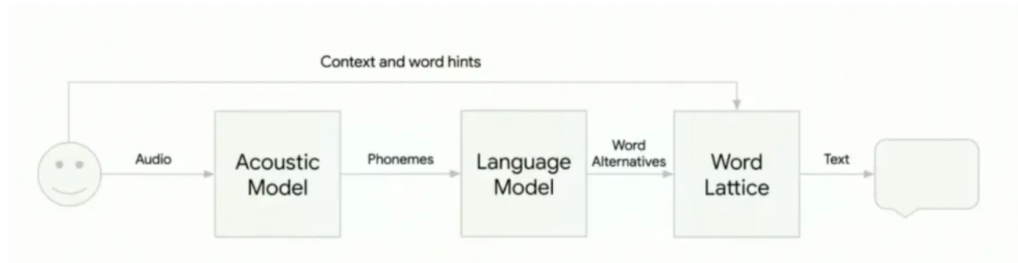 Context and word hints
Audio
Acoustic
Model
Phonemes
Language
Model
Word
Alternatives
Word
Lattice
Text